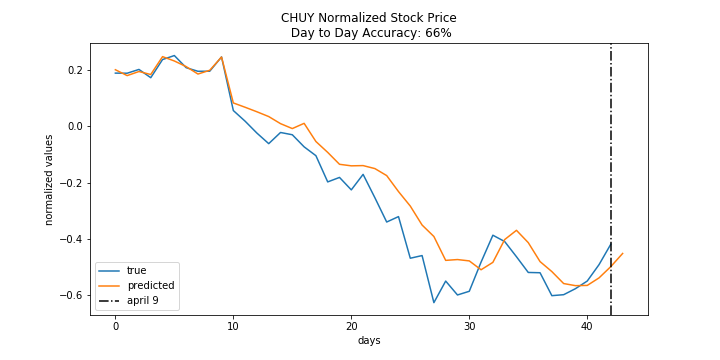 CHUY Normalized Stock Price
Day to Day Accuracy: 66%
normalized values
0.2
0.0
−0.2
−0.4
−0.6
true
predicted
april 9
0
10
20
30
40
days